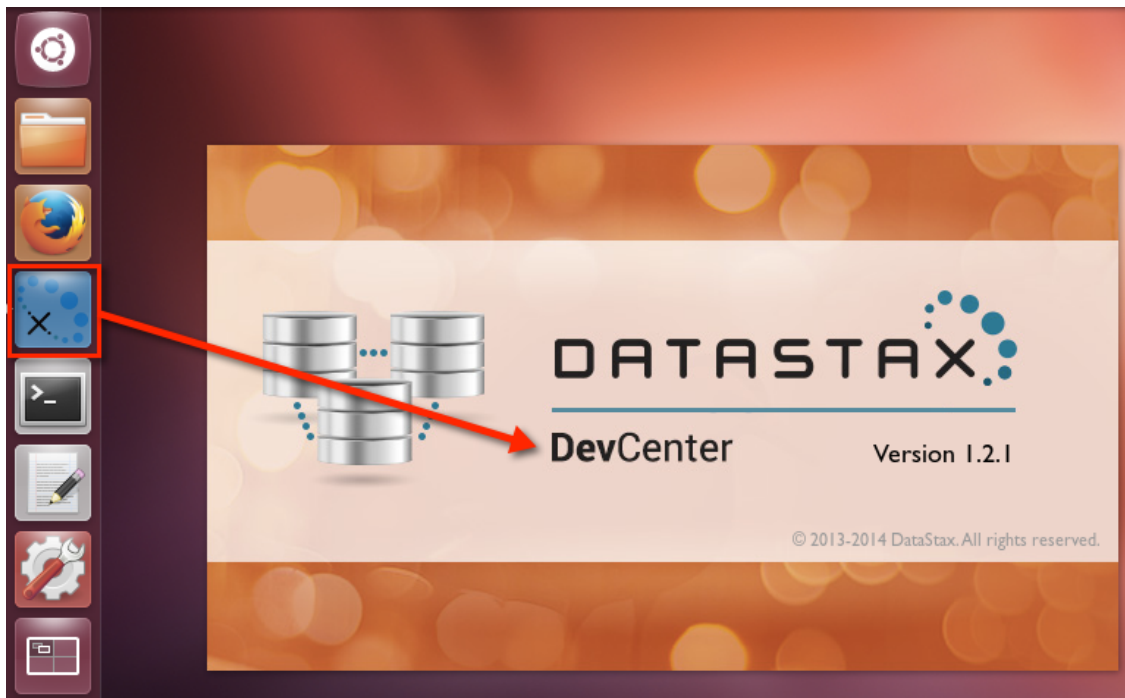 DATASTAX
DevCenter
Version 1.2.1
© 2013-2014 DataStax. All rights reserved.
>_